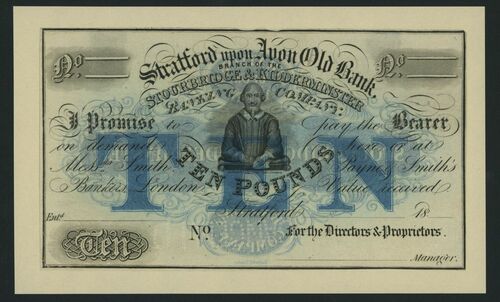 Stratford upon Avon Old Bank,
No. No.
BRANCH OF THE
STOURBRIDGE & KIDDERMINSTER
BANKING COMPANY:
I Promise to pay the Bearer
on demand here or at
Messrs. Smith Payne & Smith's
Bankers, London Value received
TEN
TEN POUNDS
Stratford 18
Entd.
No. For the Directors & Proprietors.
Ten
Manager.